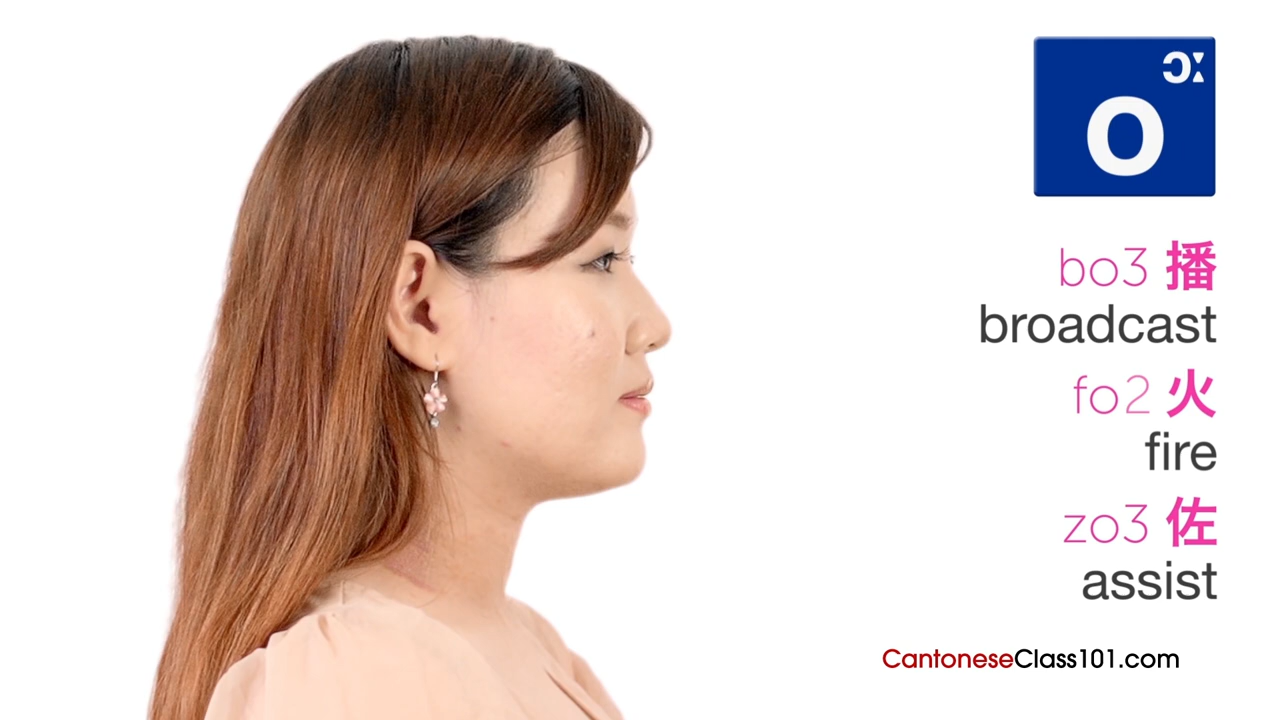 ɔː
o
bo3 播
broadcast
fo2 火
fire
zo3 佐
assist
CantoneseClass101.com